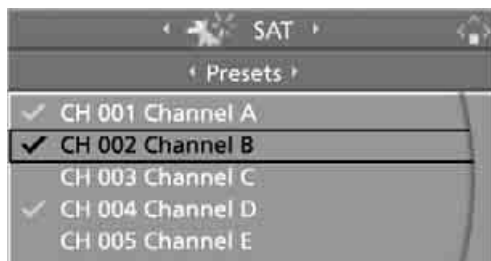 SAT
Presets
CH 001 Channel A
CH 002 Channel B
CH 003 Channel C
CH 004 Channel D
CH 005 Channel E